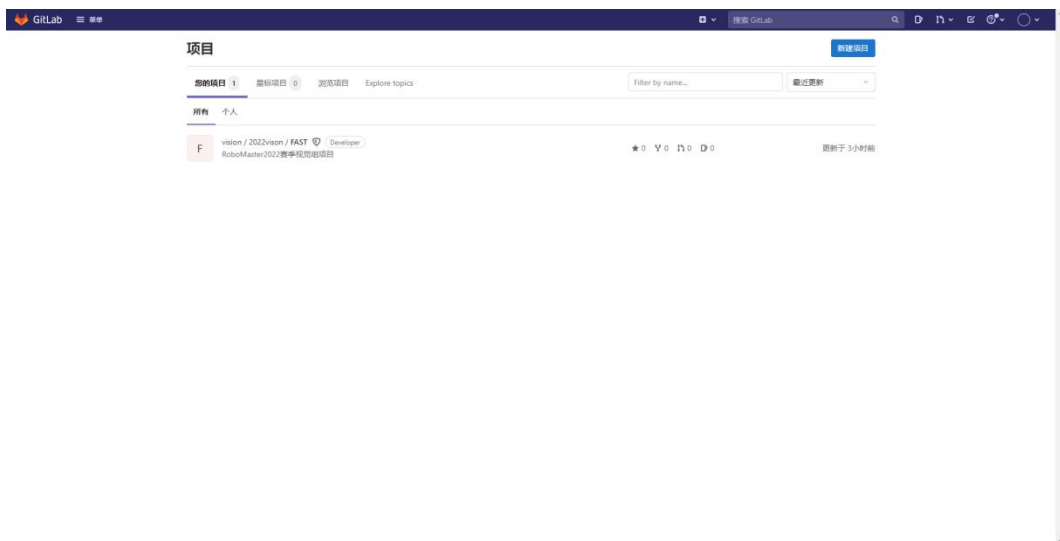 GitLab 菜单 搜索 GitLab
项目 新建项目
您的项目 1 星标项目 0 浏览项目 Explore topics Filter by name... 最近更新
所有 个人
F vision / 2022vison / FAST Developer 0 0 0 0 更新于 3小时前
RoboMaster2022赛季视觉组项目